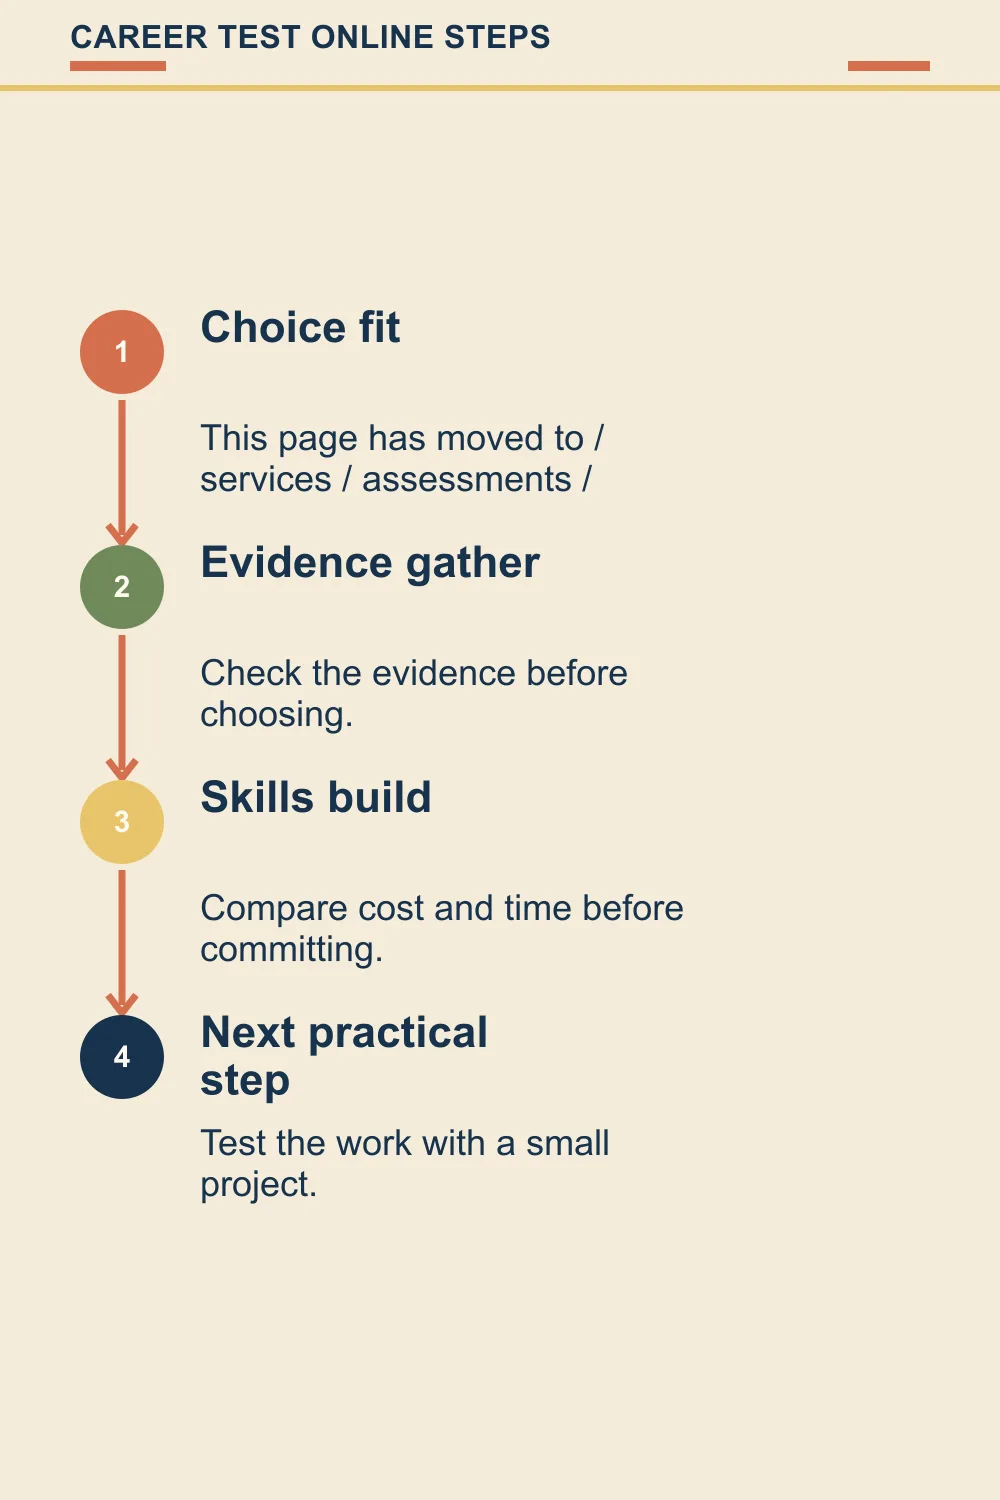 CAREER TEST ONLINE STEPS
1
Choice fit
This page has moved to /
services / assessments /
2
Evidence gather
Check the evidence before
choosing.
3
Skills build
Compare cost and time before
committing.
4
Next practical
step
Test the work with a small
project.